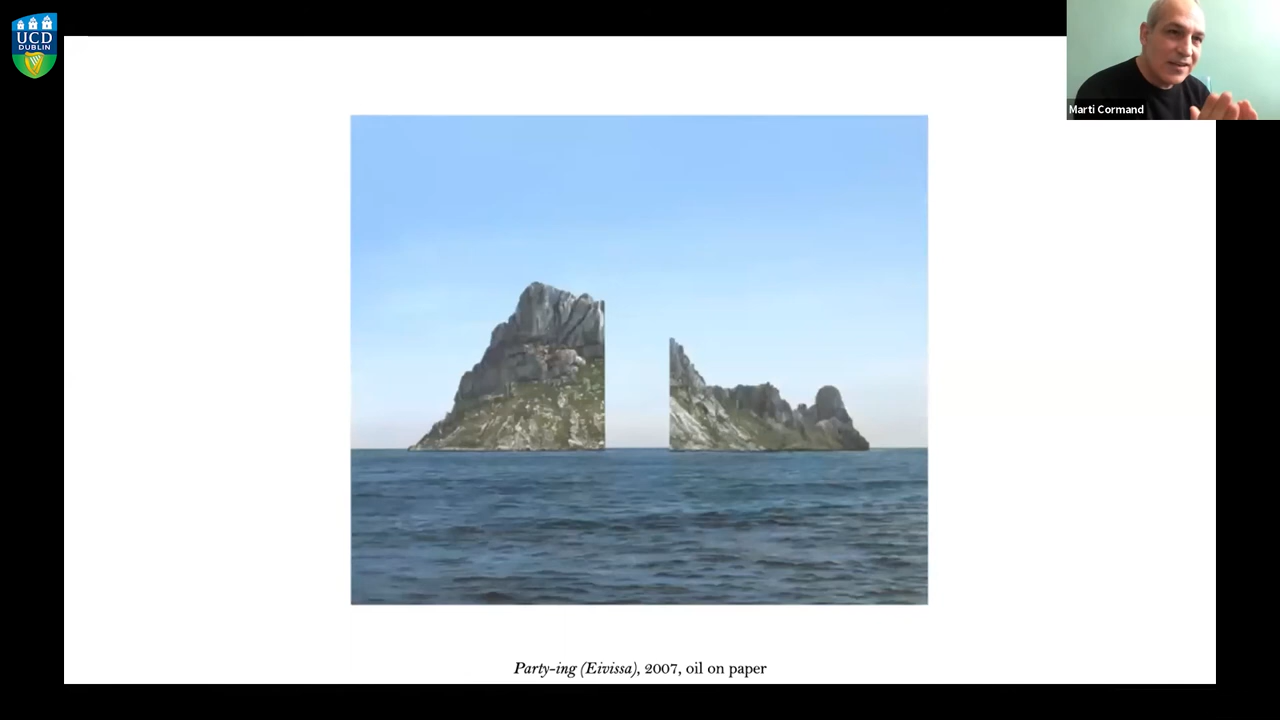 UCD
DUBLIN
Marti Cormand
Party-ing (Eivissa), 2007, oil on paper